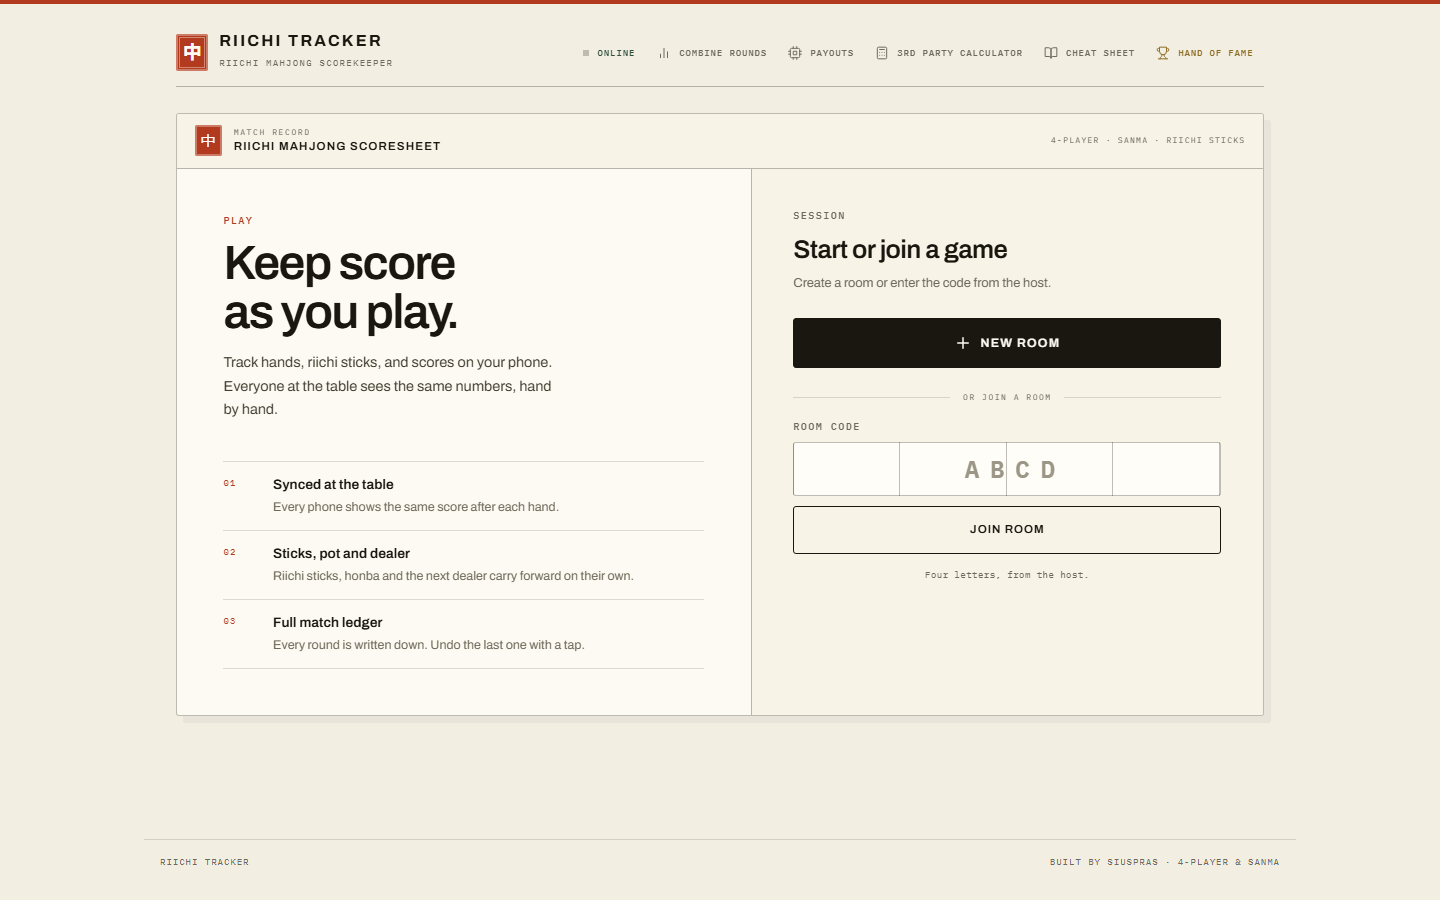 中
RIICHI TRACKER
RIICHI MAHJONG SCOREKEEPER
ONLINE
COMBINE ROUNDS
PAYOUTS
3RD PARTY CALCULATOR
CHEAT SHEET
HAND OF FAME
中
MATCH RECORD
RIICHI MAHJONG SCORESHEET
4-PLAYER · SANMA · RIICHI STICKS
PLAY
Keep score
as you play.
Track hands, riichi sticks, and scores on your phone.
Everyone at the table sees the same numbers, hand
by hand.
01
Synced at the table
Every phone shows the same score after each hand.
02
Sticks, pot and dealer
Riichi sticks, honba and the next dealer carry forward on their own.
03
Full match ledger
Every round is written down. Undo the last one with a tap.
SESSION
Start or join a game
Create a room or enter the code from the host.
NEW ROOM
OR JOIN A ROOM
ROOM CODE
ABCD
JOIN ROOM
Four letters, from the host.
RIICHI TRACKER
BUILT BY SIUSPRAS · 4-PLAYER & SANMA